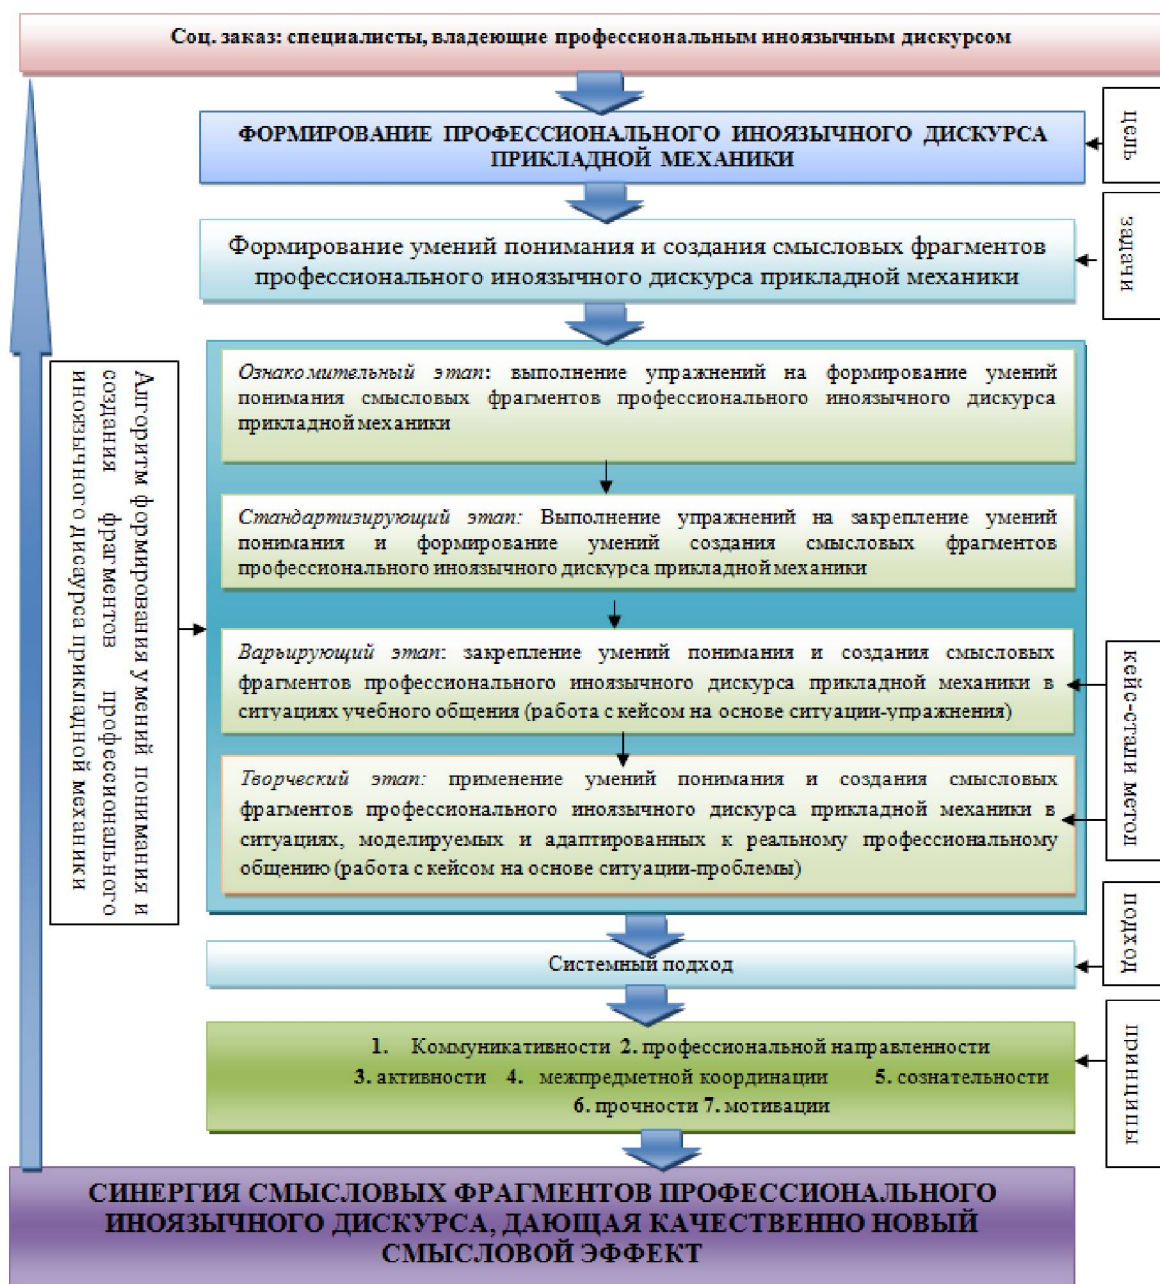 Соц. заказ: специалисты, владеющие профессиональным иноязычным дискурсом
ФОРМИРОВАНИЕ ПРОФЕССИОНАЛЬНОГО ИНОЯЗЫЧНОГО ДИСКУРСА
ПРИКЛАДНОЙ МЕХАНИКИ
цель
Формирование умений понимания и создания смысловых фрагментов
профессионального иноязычного дискурса прикладной механики
задачи
Алгоритм формирования умений понимания и
создания фрагментов профессионального
иноязычного дисаурса прикладной механики
Ознакомительный этап: выполнение упражнений на формирование умений
понимания смысловых фрагментов профессионального иноязычного дискурса
прикладной механики
Стандартизирующий этап: Выполнение упражнений на закрепление умений
понимания и формирование умений создания смысловых фрагментов
профессионального иноязычного дискурса прикладной механики
Варьирующий этап: закрепление умений понимания и создания смысловых
фрагментов профессионального иноязычного дискурса прикладной механики в
ситуациях учебного общения (работа с кейсом на основе ситуации-упражнения)
Творческий этап: применение умений понимания и создания смысловых
фрагментов профессионального иноязычного дискурса прикладной механики в
ситуациях, моделируемых и адаптированных к реальному профессиональному
общению (работа с кейсом на основе ситуации-проблемы)
кейс-стади метод
Системный подход
подход
1. Коммуникативности 2. профессиональной направленности
3. активности 4. межпредметной координации 5. сознательности
6. прочности 7. мотивации
принципы
СИНЕРГИЯ СМЫСЛОВЫХ ФРАГМЕНТОВ ПРОФЕССИОНАЛЬНОГО
ИНОЯЗЫЧНОГО ДИСКУРСА, ДАЮЩАЯ КАЧЕСТВЕННО НОВЫЙ
СМЫСЛОВОЙ ЭФФЕКТ